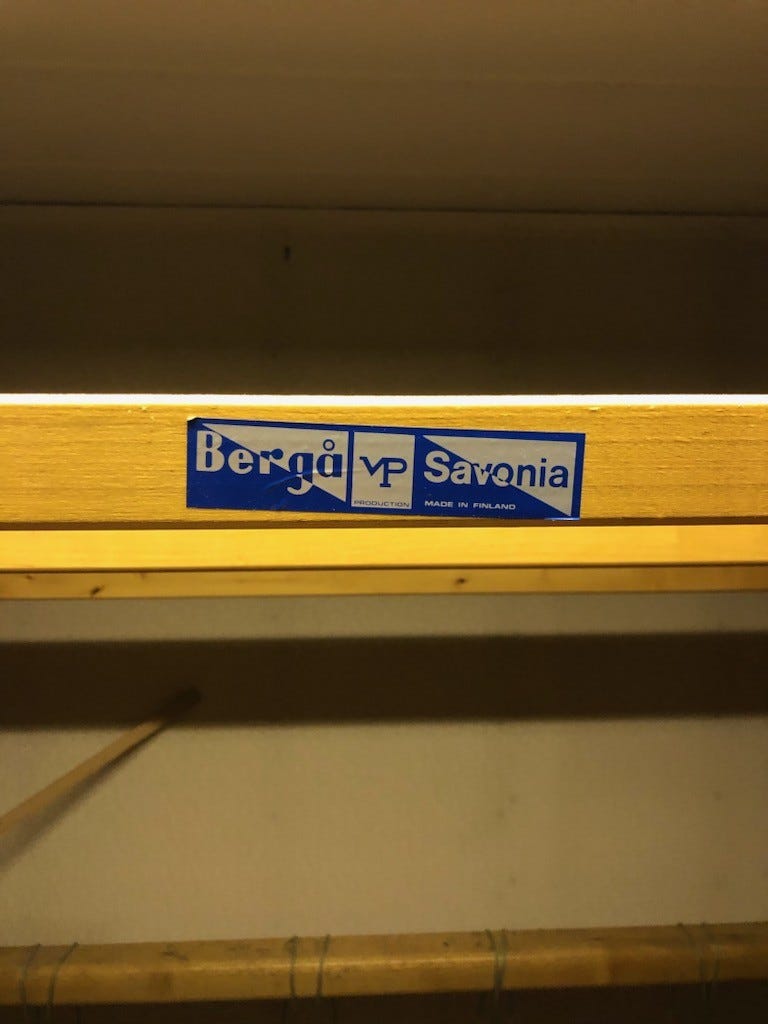 Bergå VP Savonia
PRODUCTION MADE IN FINLAND